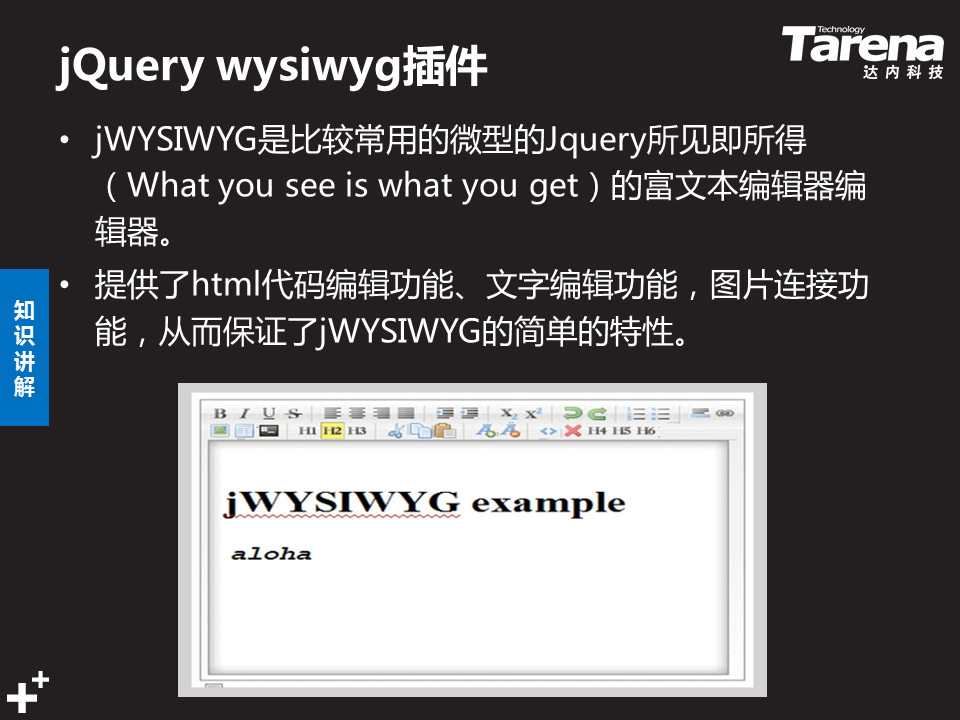 jQuery wysiwyg插件
Technology
Tarena
达内科技
• jWYSIWYG是比较常用的微型的Jquery所见即所得
（What you see is what you get）的富文本编辑器编
辑器。
• 提供了html代码编辑功能、文字编辑功能，图片连接功
能，从而保证了jWYSIWYG的简单的特性。
知
识
讲
解
B I U S X₂ X²
H1 H2 H3 H4 H5 H6
jWYSIWYG example
aloha